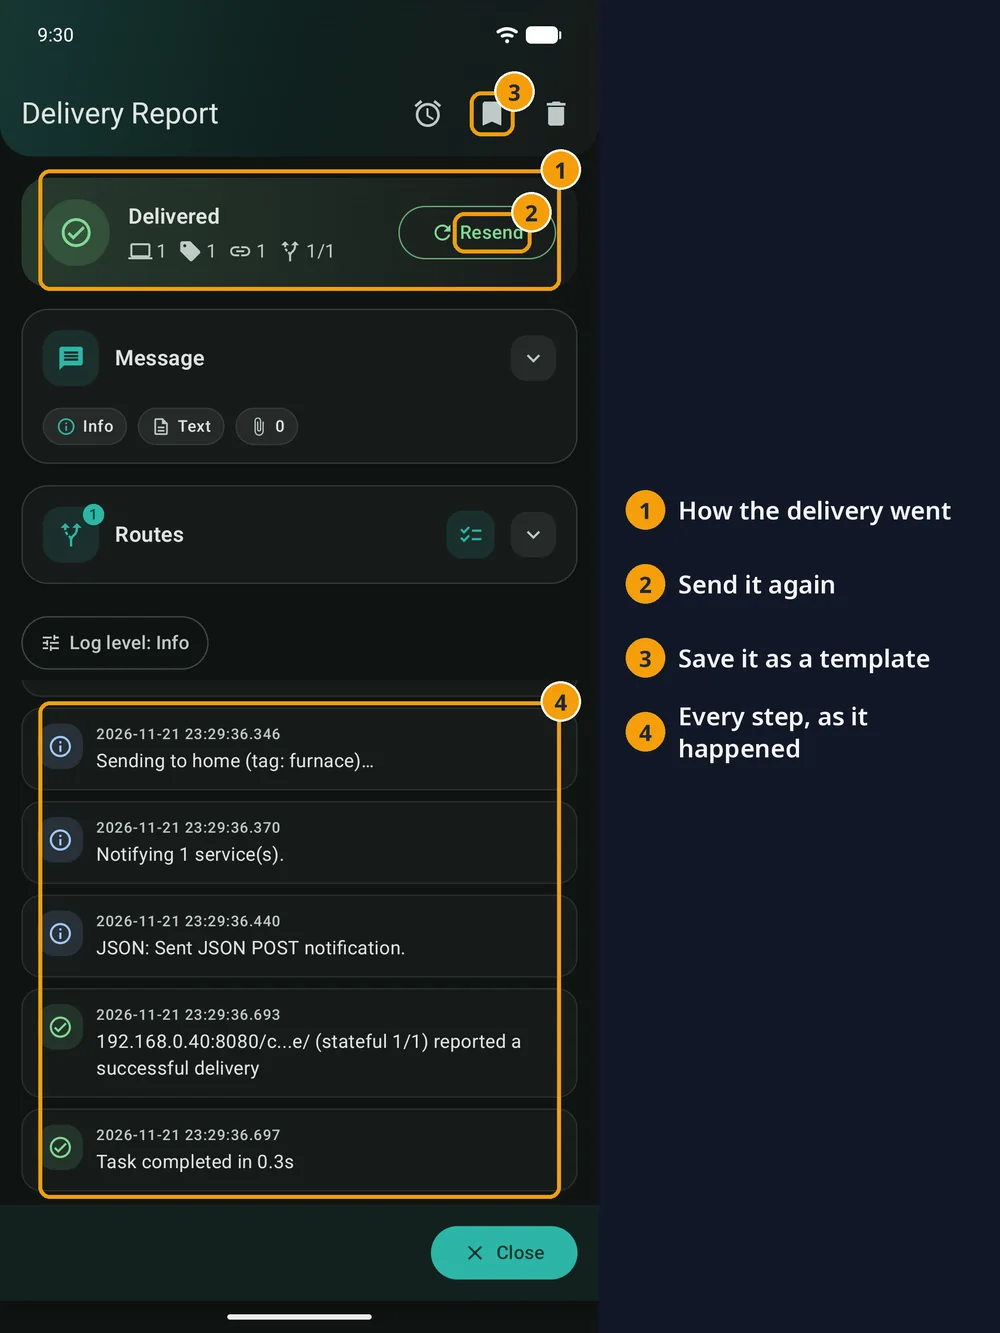 9:30
Delivery Report
3
1
Delivered
2
1 1 1 1/1
Resend
Message
Info Text 0
1
Routes
Log level: Info
4
2026-11-21 23:29:36.346
Sending to home (tag: furnace)...
2026-11-21 23:29:36.370
Notifying 1 service(s).
2026-11-21 23:29:36.440
JSON: Sent JSON POST notification.
2026-11-21 23:29:36.693
192.168.0.40:8080/c...e/ (stateful 1/1) reported a
successful delivery
2026-11-21 23:29:36.697
Task completed in 0.3s
Close
1 How the delivery went
2 Send it again
3 Save it as a template
4 Every step, as it
happened